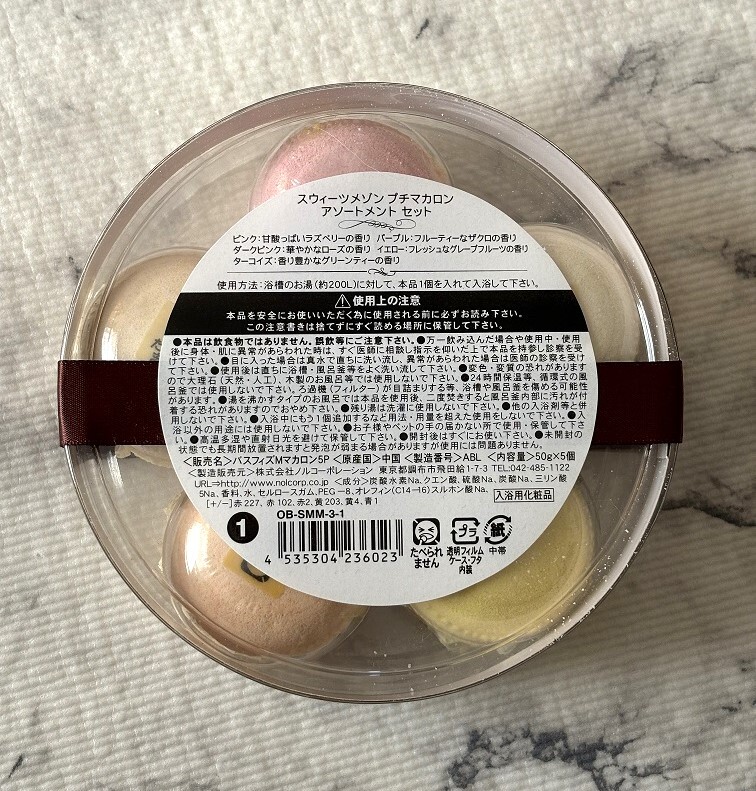 スウィーツメゾン プチマカロン
アソートメント セット
ピンク:甘酸っぱいラズベリーの香り パープル:フルーティーなザクロの香り
ダークピンク:華やかなローズの香り イエロー:フレッシュなグレープフルーツの香り
ターコイズ:香り豊かなグリーンティーの香り
使用方法:浴槽のお湯(約200L)に対して、本品1個を入れて入浴して下さい。
⚠使用上の注意
本品を安全にお使いいただく為に使用される前に必ずお読み下さい。
この注意書きは捨てずにすぐ読める場所に保管して下さい。
●本品は飲食物ではありません。誤飲等にご注意下さい。●万一飲み込んだ場合や使用中・使用
後に身体・肌に異常があらわれた時は、すぐ医師に相談し指示を仰いだ上で本品を持参し診察を受
けて下さい。●目に入った場合は真水で直ちに洗い流し、異常があらわれた場合は医師の診察を受け
て下さい。●使用後は直ちに浴槽・風呂釜等をよく洗い流して下さい。●変色・変質の恐れがあります
ので大理石(天然・人工)、木製のお風呂等では使用しないで下さい。●24時間保温等、循環式の風
呂釜では使用しないで下さい。ろ過機(フィルター)が目詰まりする等、浴槽や風呂釜を傷める可能性
があります。●湯を沸かすタイプのお風呂では本品を使用後、二度焚きすると風呂釜内部に汚れが付
着する恐れがありますのでおやめ下さい。●残り湯は洗濯に使用しないで下さい。●他の入浴剤等と併
用しないで下さい。●入浴中にもう1個追加するなど用法・用量を超えた使用をしないで下さい。●入
浴以外の用途には使用しないで下さい。●お子様やペットの手の届かない所で使用・保管して下さい。
●高温多湿や直射日光を避けて保管して下さい。●開封後はすぐにお使い下さい。●未開封の
状態でも長期間放置されますと発泡が弱まる場合がありますが使用には問題ありません。
<販売名>バスフィズMマカロン5P <原産国>中国 <製造番号>ABL <内容量>50g×5個
<製造販売元>株式会社ノルコーポレーション 東京都調布市飛田給1-7-3 TEL:042-485-1122
URL⇒http://www.nolcorp.co.jp <成分>炭酸水素Na、クエン酸、硫酸Na、炭酸Na、三リン酸
5Na、香料、水、セルロースガム、PEG-8、オレフィン(C14-16)スルホン酸Na、
[+/-]赤227、赤102、赤2、黄203、黄4、青1
入浴用化粧品
1
OB-SMM-3-1
4 535304 236023
たべられ
ません
プラ
透明フィルム
ケース・フタ
内装
紙
中帯